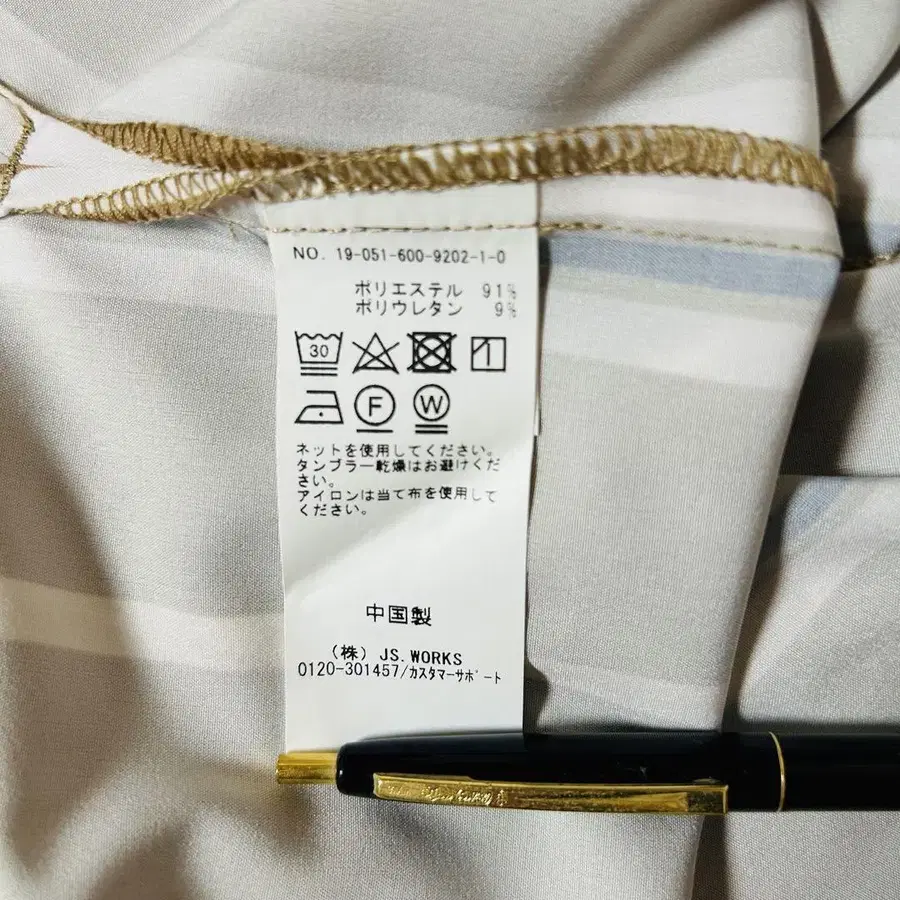 NO. 19-051-600-9202-1-0
ポリエステル 91%
ポリウレタン 9%
30
F
W
ネットを使用してください。
タンブラー乾燥はお避けくだ
さい。
アイロンは当て布を使用して
ください。
中国製
(株) JS.WORKS
0120-301457/カスタマーサポート